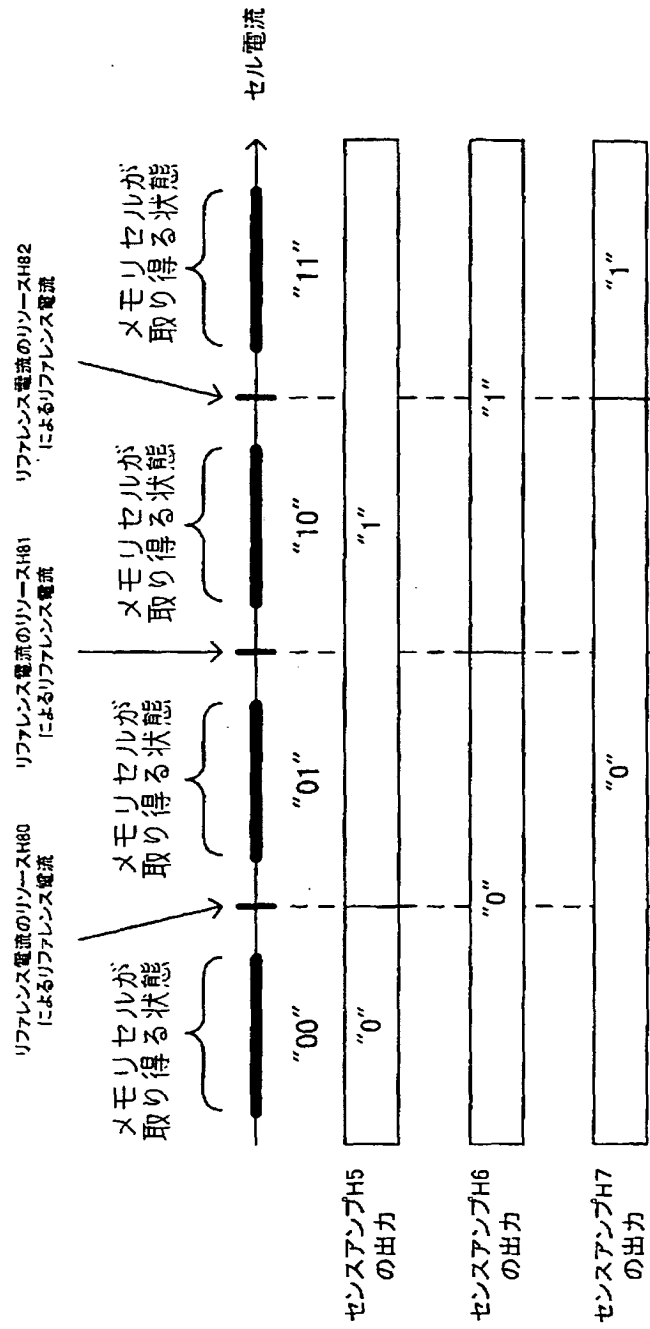 リファレンス電流のリソースH80
によるリファレンス電流
リファレンス電流のリソースH81
によるリファレンス電流
リファレンス電流のリソースH82
によるリファレンス電流
メモリセルが
取り得る状態
メモリセルが
取り得る状態
メモリセルが
取り得る状態
メモリセルが
取り得る状態
セル電流
"00"
"01"
"10"
"11"
センスアンプH5
の出力
"0"
"1"
センスアンプH6
の出力
"0"
"1"
センスアンプH7
の出力
"0"
"1"